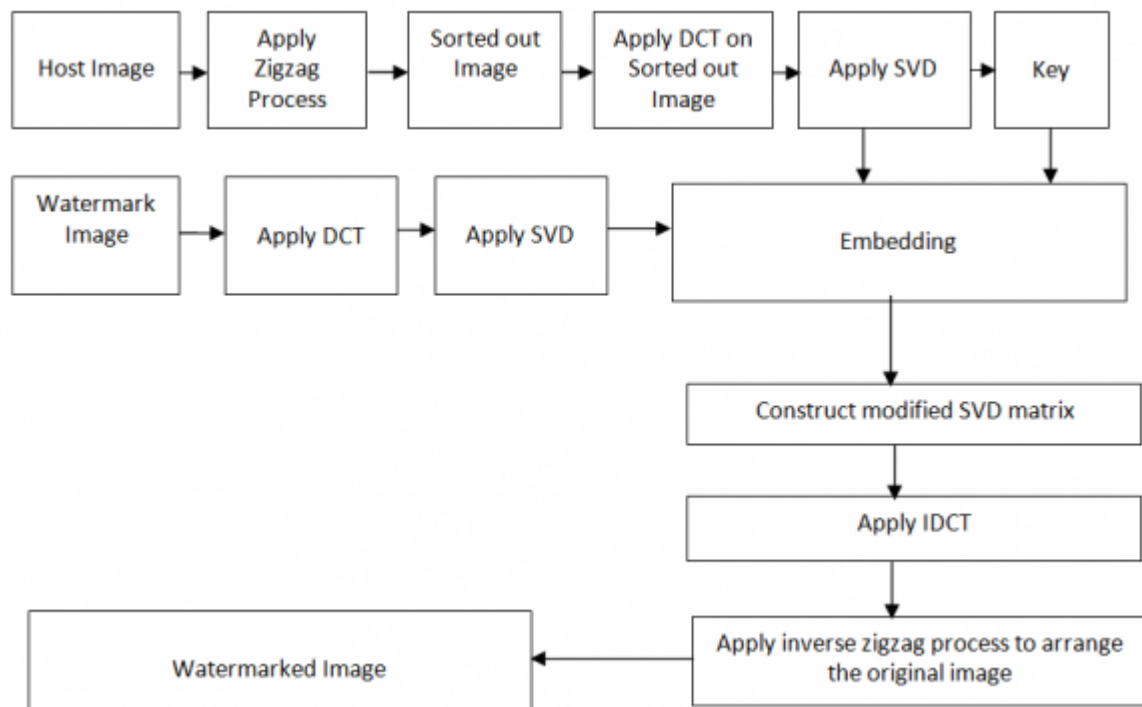 Host Image
Apply
Zigzag
Process
Sorted out
Image
Apply DCT on
Sorted out
Image
Apply SVD
Key
Watermark
Image
Apply DCT
Apply SVD
Embedding
Construct modified SVD matrix
Apply IDCT
Apply inverse zigzag process to arrange
the original image
Watermarked Image